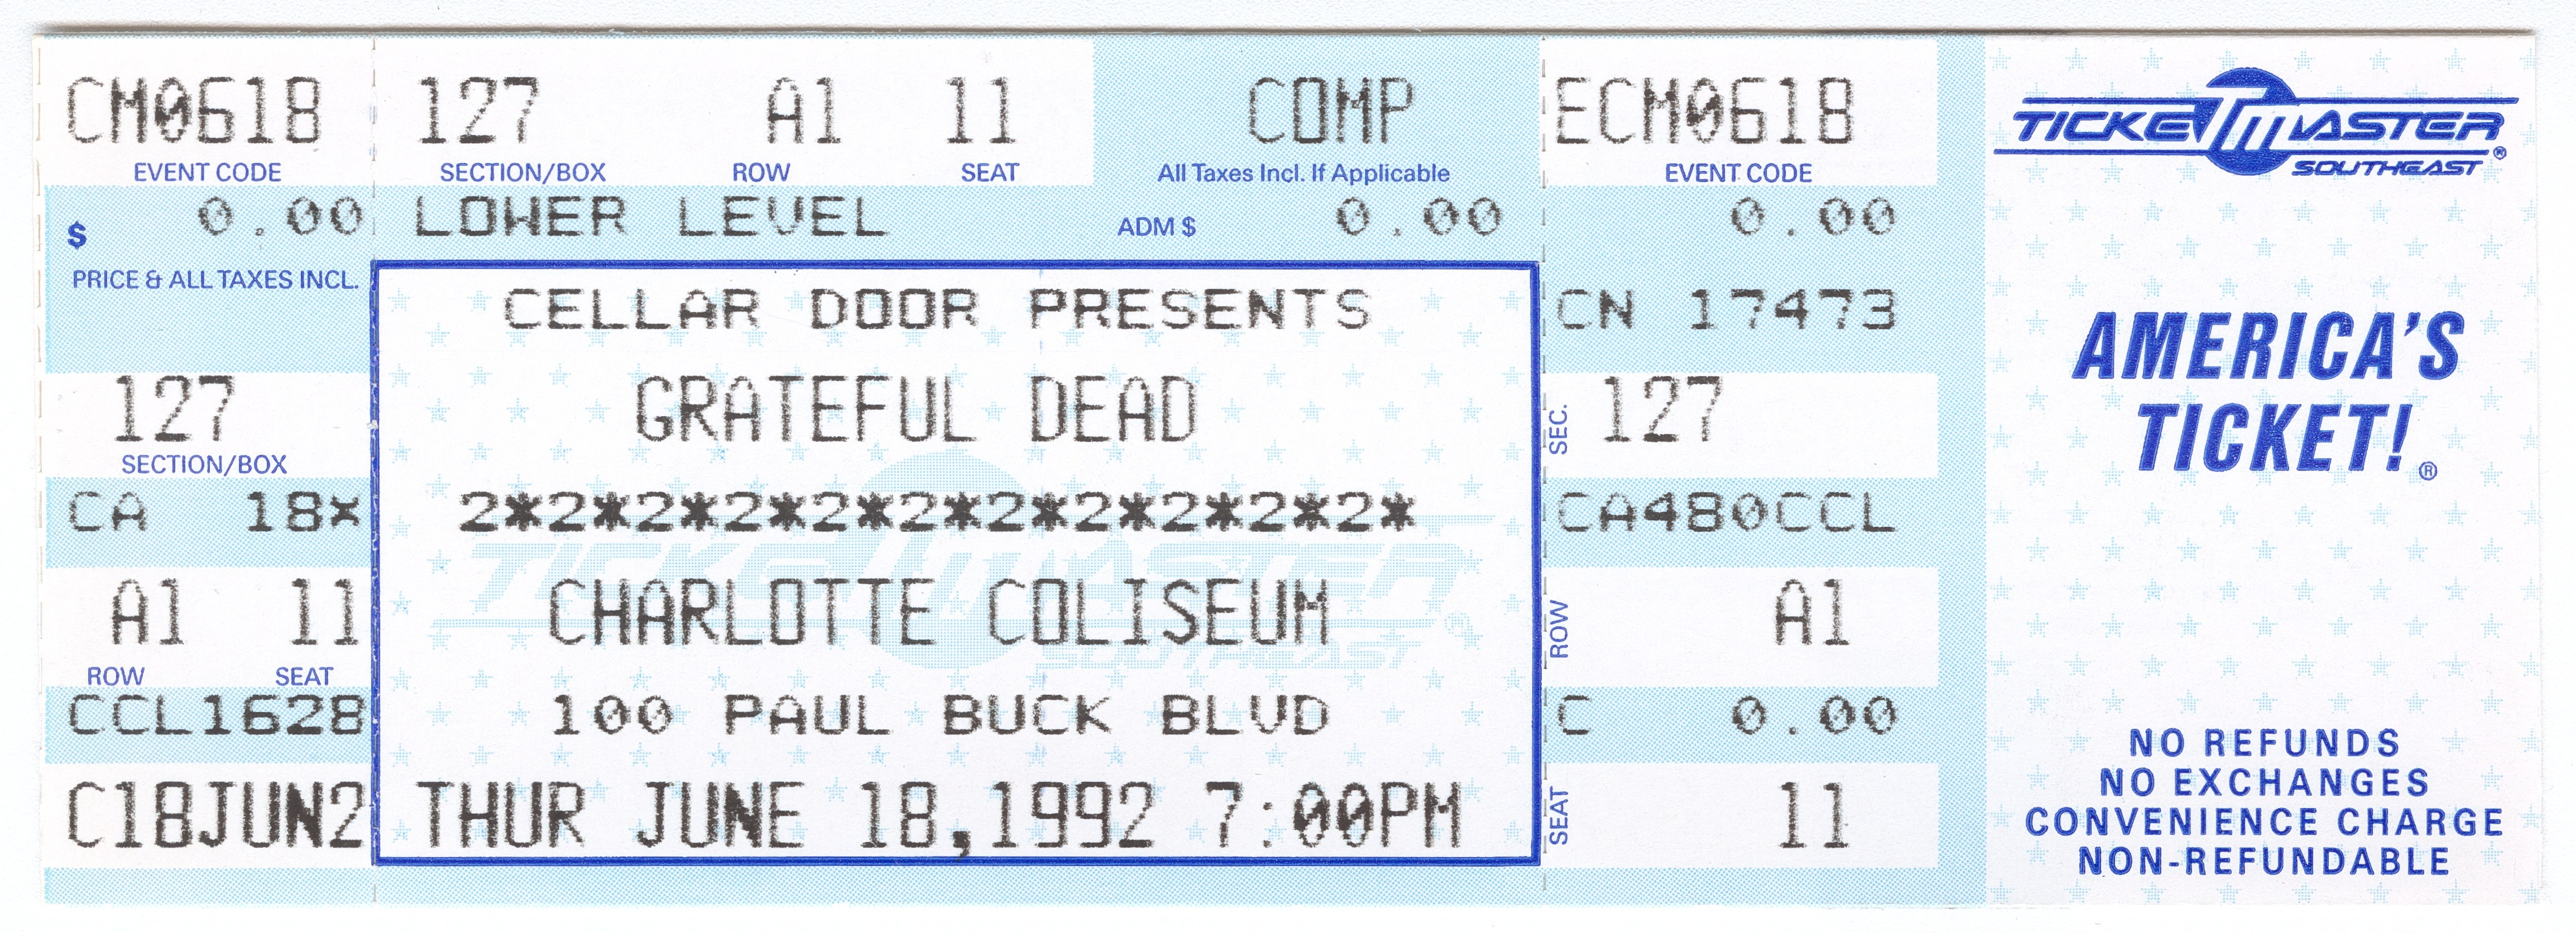 CM0618 127 A1 11 COMP ECM0618
EVENT CODE SECTION/BOX ROW SEAT All Taxes Incl. If Applicable EVENT CODE
$ 0.00 LOWER LEVEL ADM $ 0.00 0.00
PRICE & ALL TAXES INCL.
127
SECTION/BOX
CA 18X
A1 11
ROW SEAT
CCL1628
C18JUN2
CELLAR DOOR PRESENTS
GRATEFUL DEAD
2*2*2*2*2*2*2*2*2*2*2*
CHARLOTTE COLISEUM
100 PAUL BUCK BLVD
THUR JUNE 18,1992 7:00PM
TICKETMASTER
SOUTHEAST
CN 17473
SEC. 127
CA480CCL
ROW A1
C 0.00
SEAT 11
TICKETMASTER®
SOUTHEAST
AMERICA'S
TICKET!®
NO REFUNDS
NO EXCHANGES
CONVENIENCE CHARGE
NON-REFUNDABLE